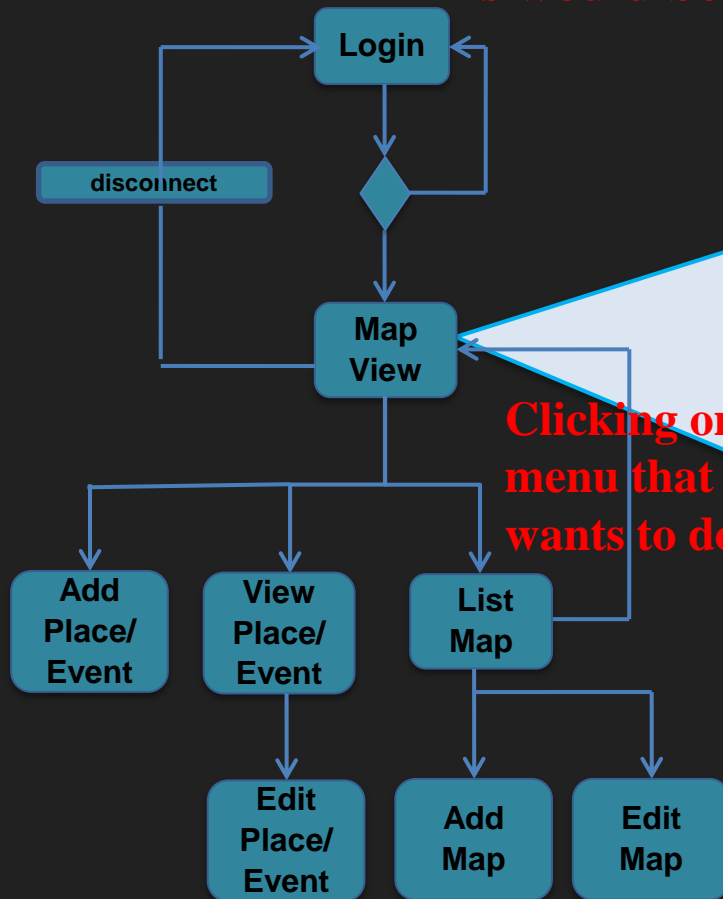 Login
disconnect
Map
View
Clicking
menu that
wants to
Add
Place/
Event
View
Place/
Event
List
Map
Edit
Place/
Event
Add
Map
Edit
Map